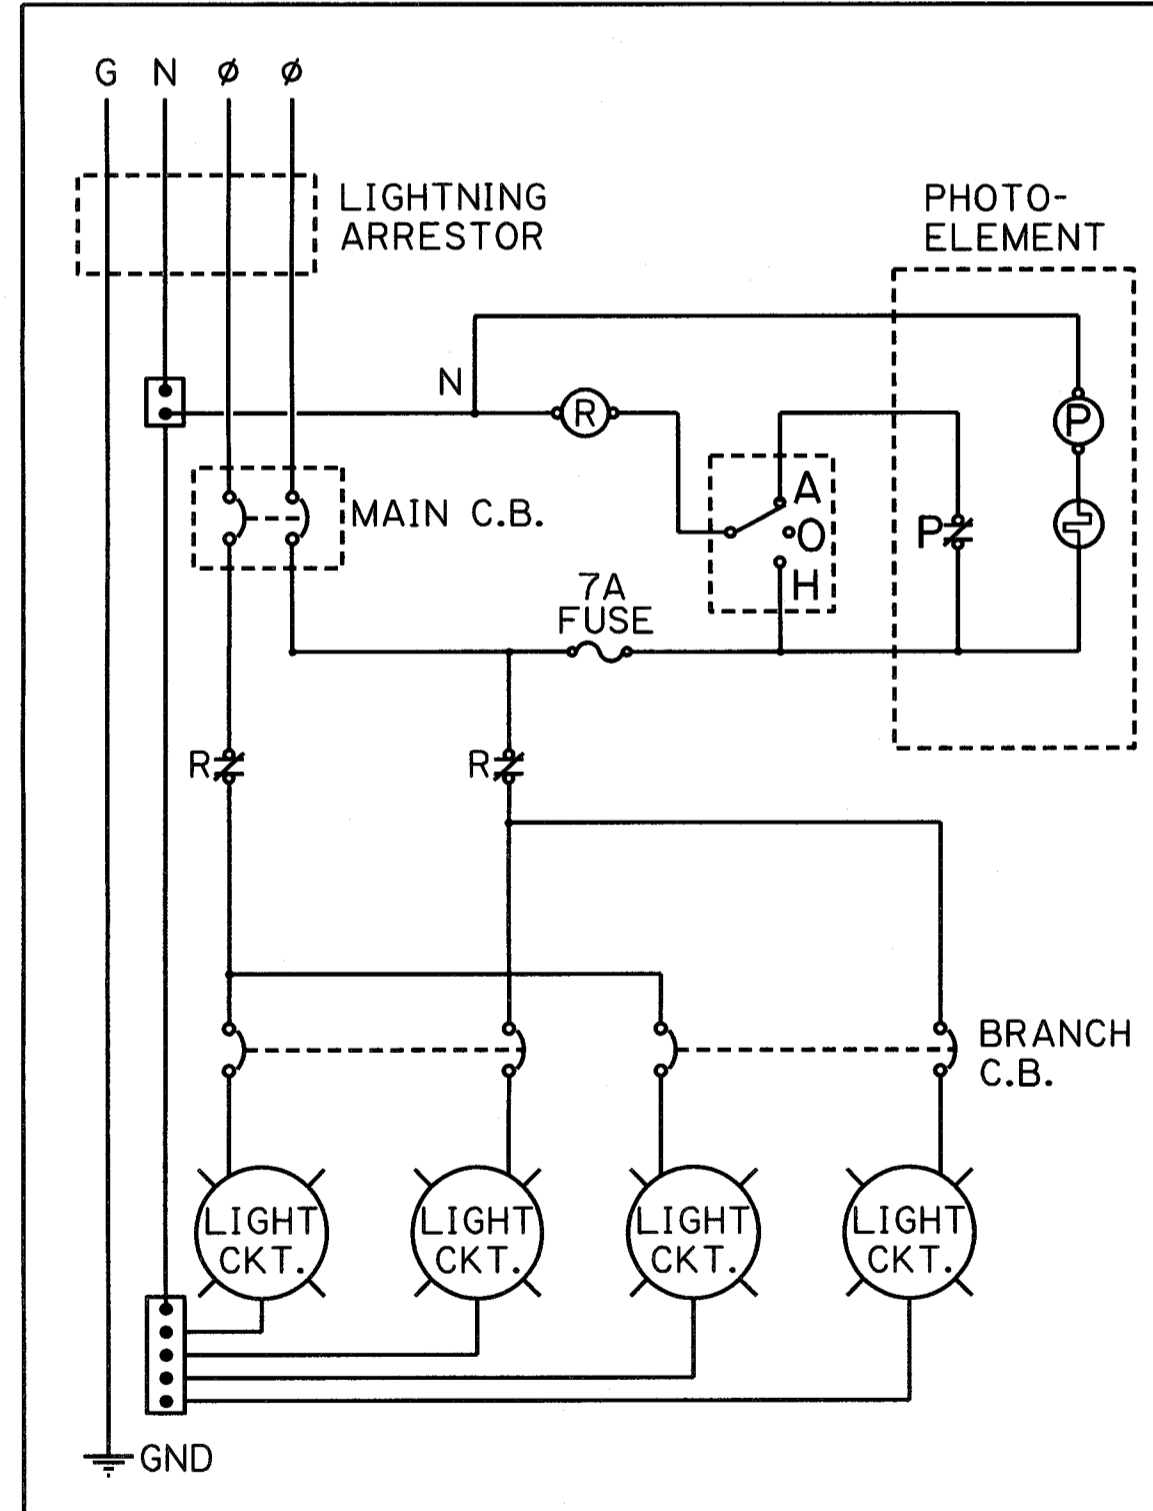 G N Ø Ø
LIGHTNING
ARRESTOR
PHOTO-
ELEMENT
N
R
P
A
O
H
P
MAIN C.B.
7A
FUSE
R
R
BRANCH
C.B.
LIGHT
CKT.
LIGHT
CKT.
LIGHT
CKT.
LIGHT
CKT.
GND